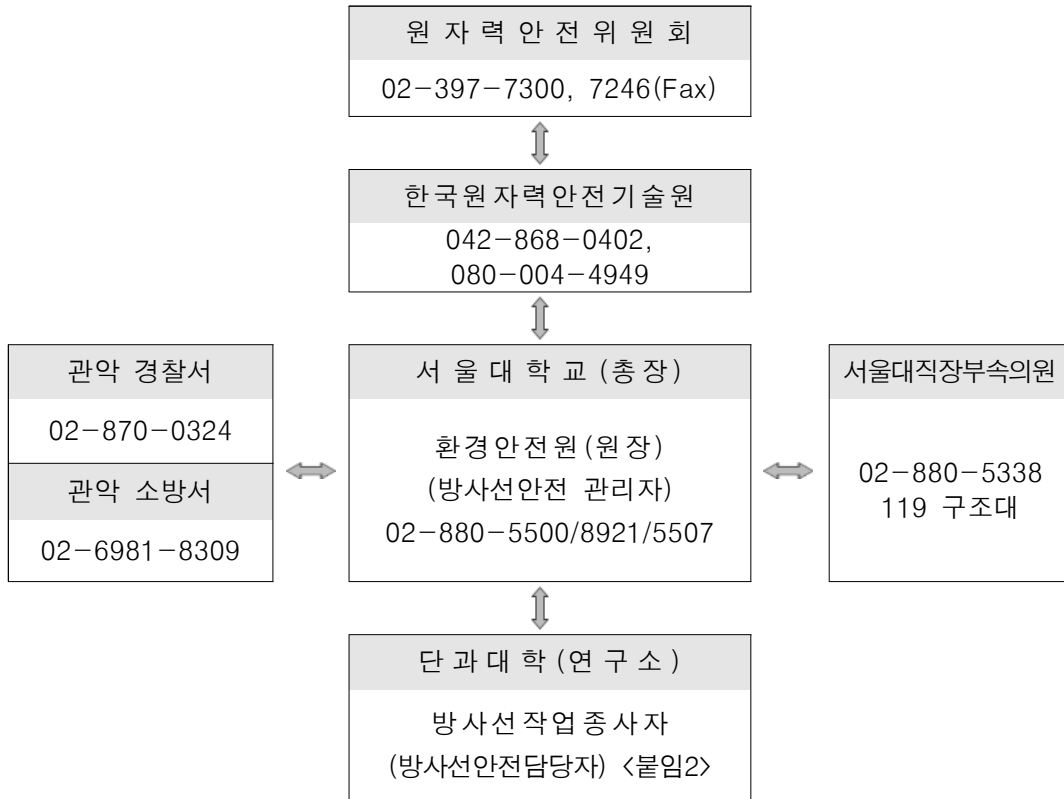 원자력안전위원회
02-397-7300, 7246(Fax)
한국원자력안전기술원
042-868-0402,
080-004-4949
관악 경찰서
02-870-0324
관악 소방서
02-6981-8309
서울대학교(총장)
환경안전원(원장)
(방사선안전 관리자)
02-880-5500/8921/5507
서울대직장부속의원
02-880-5338
119 구조대
단과대학(연구소)
방사선작업종사자
(방사선안전담당자) <붙임2>